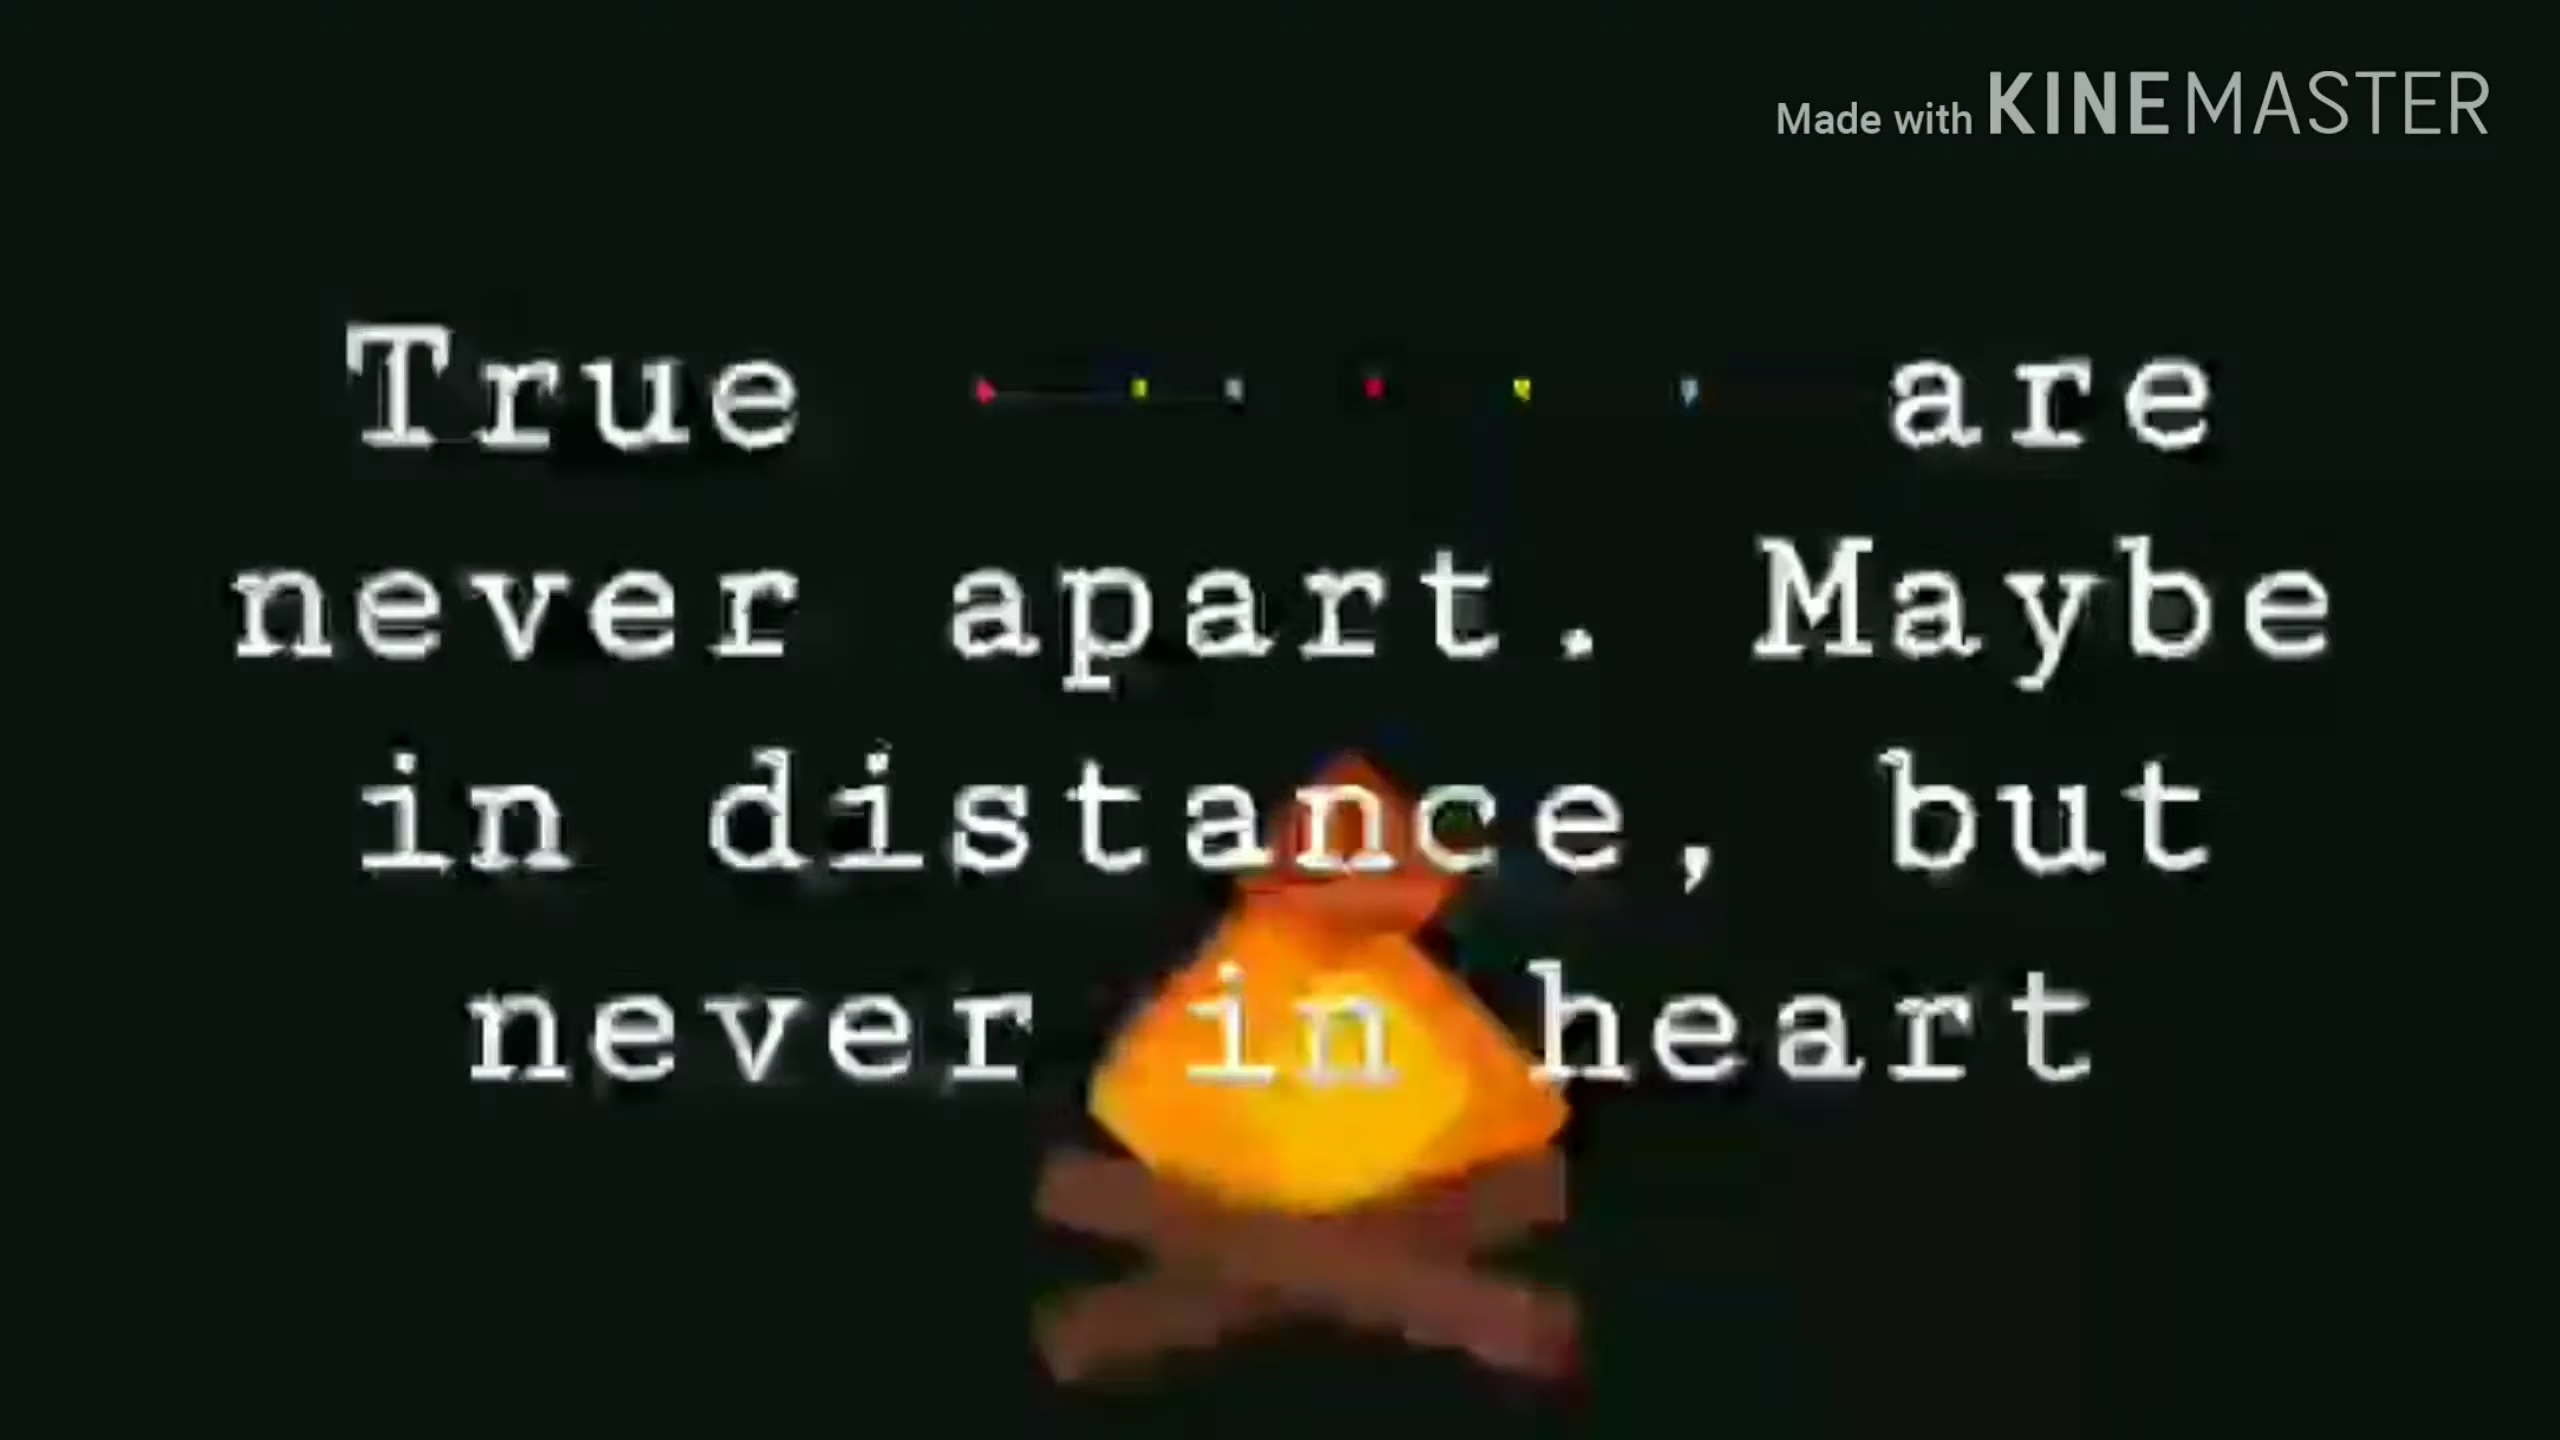 Made with KINEMASTER
True are
never apart. Maybe
in distance, but
never in heart